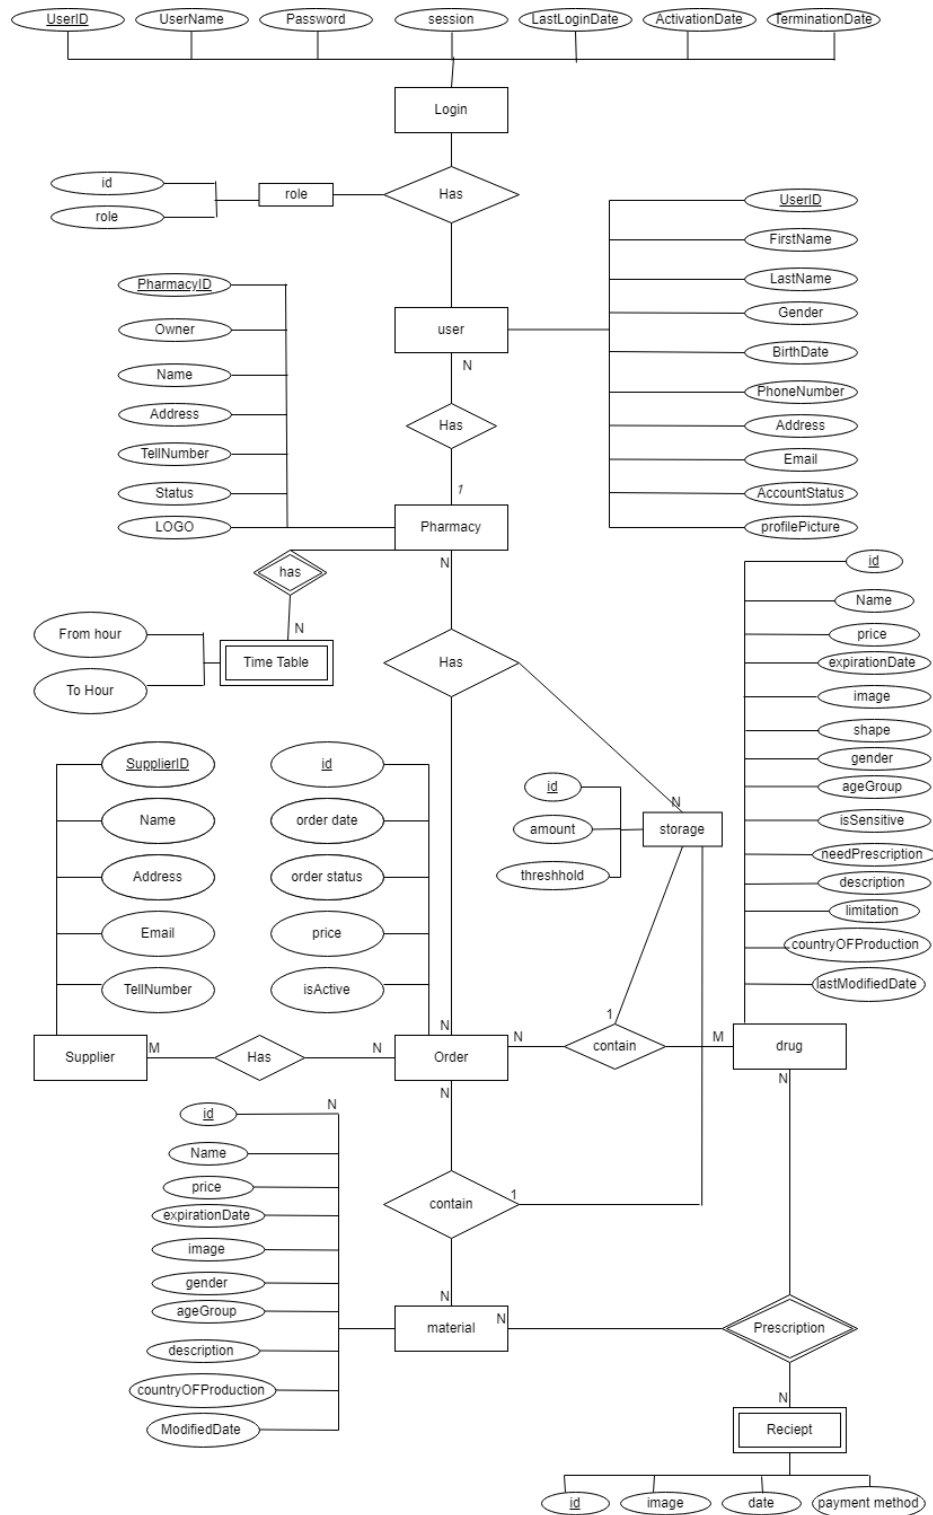 UserID
UserName
Password
session
LastLoginDate
ActivationDate
TerminationDate
Login
Has
role
id
role
UserID
FirstName
LastName
Gender
BirthDate
PhoneNumber
Address
Email
AccountStatus
profilePicture
user
N
Has
1
PharmacyID
Owner
Name
Address
TellNumber
Status
LOGO
Pharmacy
N
has
N
From hour
To Hour
Time Table
Has
id
Name
price
expirationDate
image
shape
gender
ageGroup
isSensitive
needPrescription
description
limitation
countryOFProduction
lastModifiedDate
SupplierID
Name
Address
Email
TellNumber
id
order date
order status
price
isActive
id
amount
threshhold
N
storage
Supplier
M
Has
N
N
Order
N
N
1
contain
M
drug
N
N
id
Name
price
expirationDate
image
gender
ageGroup
description
countryOFProduction
ModifiedDate
contain
1
N
material
N
Prescription
N
Reciept
id
image
date
payment method